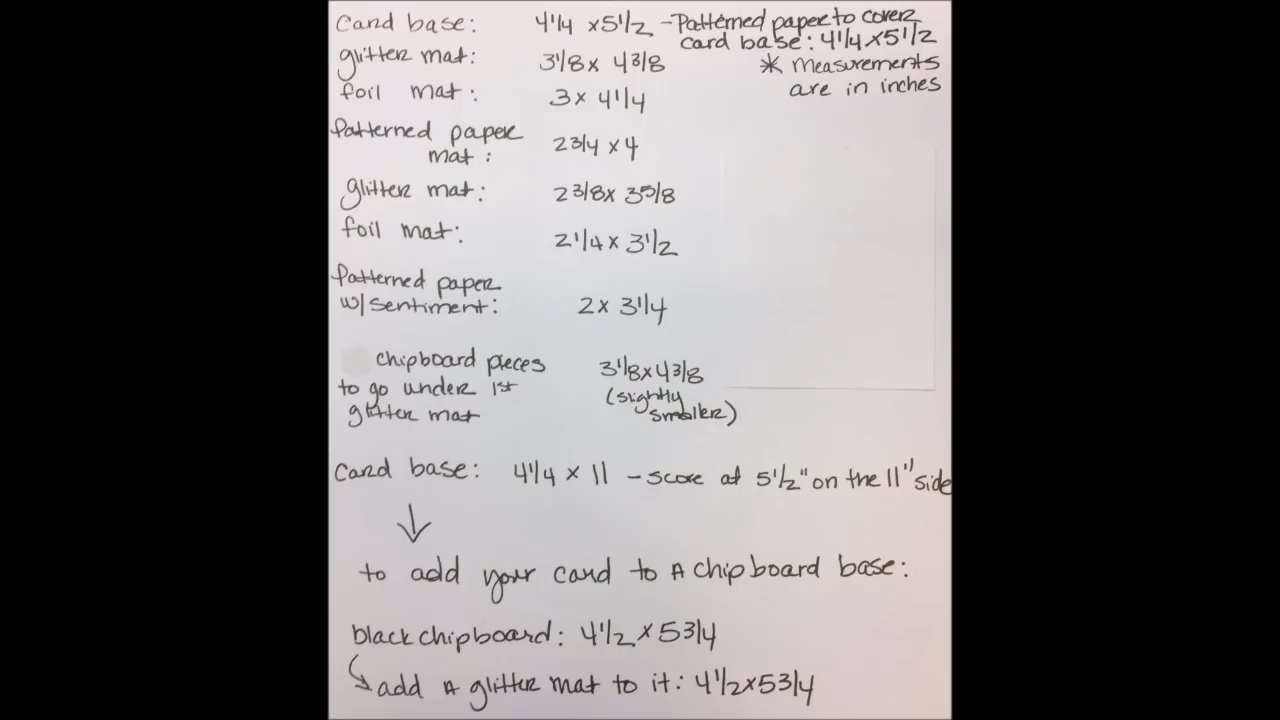 Card base: 4 1/4 x 5 1/2 - Patterned paper to cover
card base: 4 1/4 x 5 1/2
glitter mat: 3 1/8 x 4 3/8
* measurements
are in inches
foil mat: 3 x 4 1/4
Patterned paper
mat: 2 3/4 x 4
glitter mat: 2 3/8 x 3 5/8
foil mat: 2 1/4 x 3 1/2
Patterned paper
w/ sentiment: 2 x 3 1/4
chipboard pieces
to go under 1st
glitter mat
3 1/8 x 4 3/8
(slightly
smaller)
Card base: 4 1/4 x 11 - score at 5 1/2" on the 11" side
to add your card to A chipboard base:
black chipboard: 4 1/2 x 5 3/4
add A glitter mat to it: 4 1/2 x 5 3/4